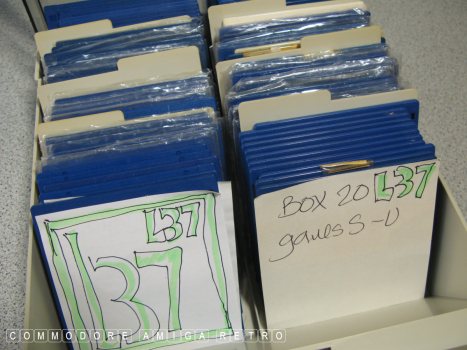 L37
L37
BOX 20 L37
games S-U
COMMODORE AMIGA RETRO